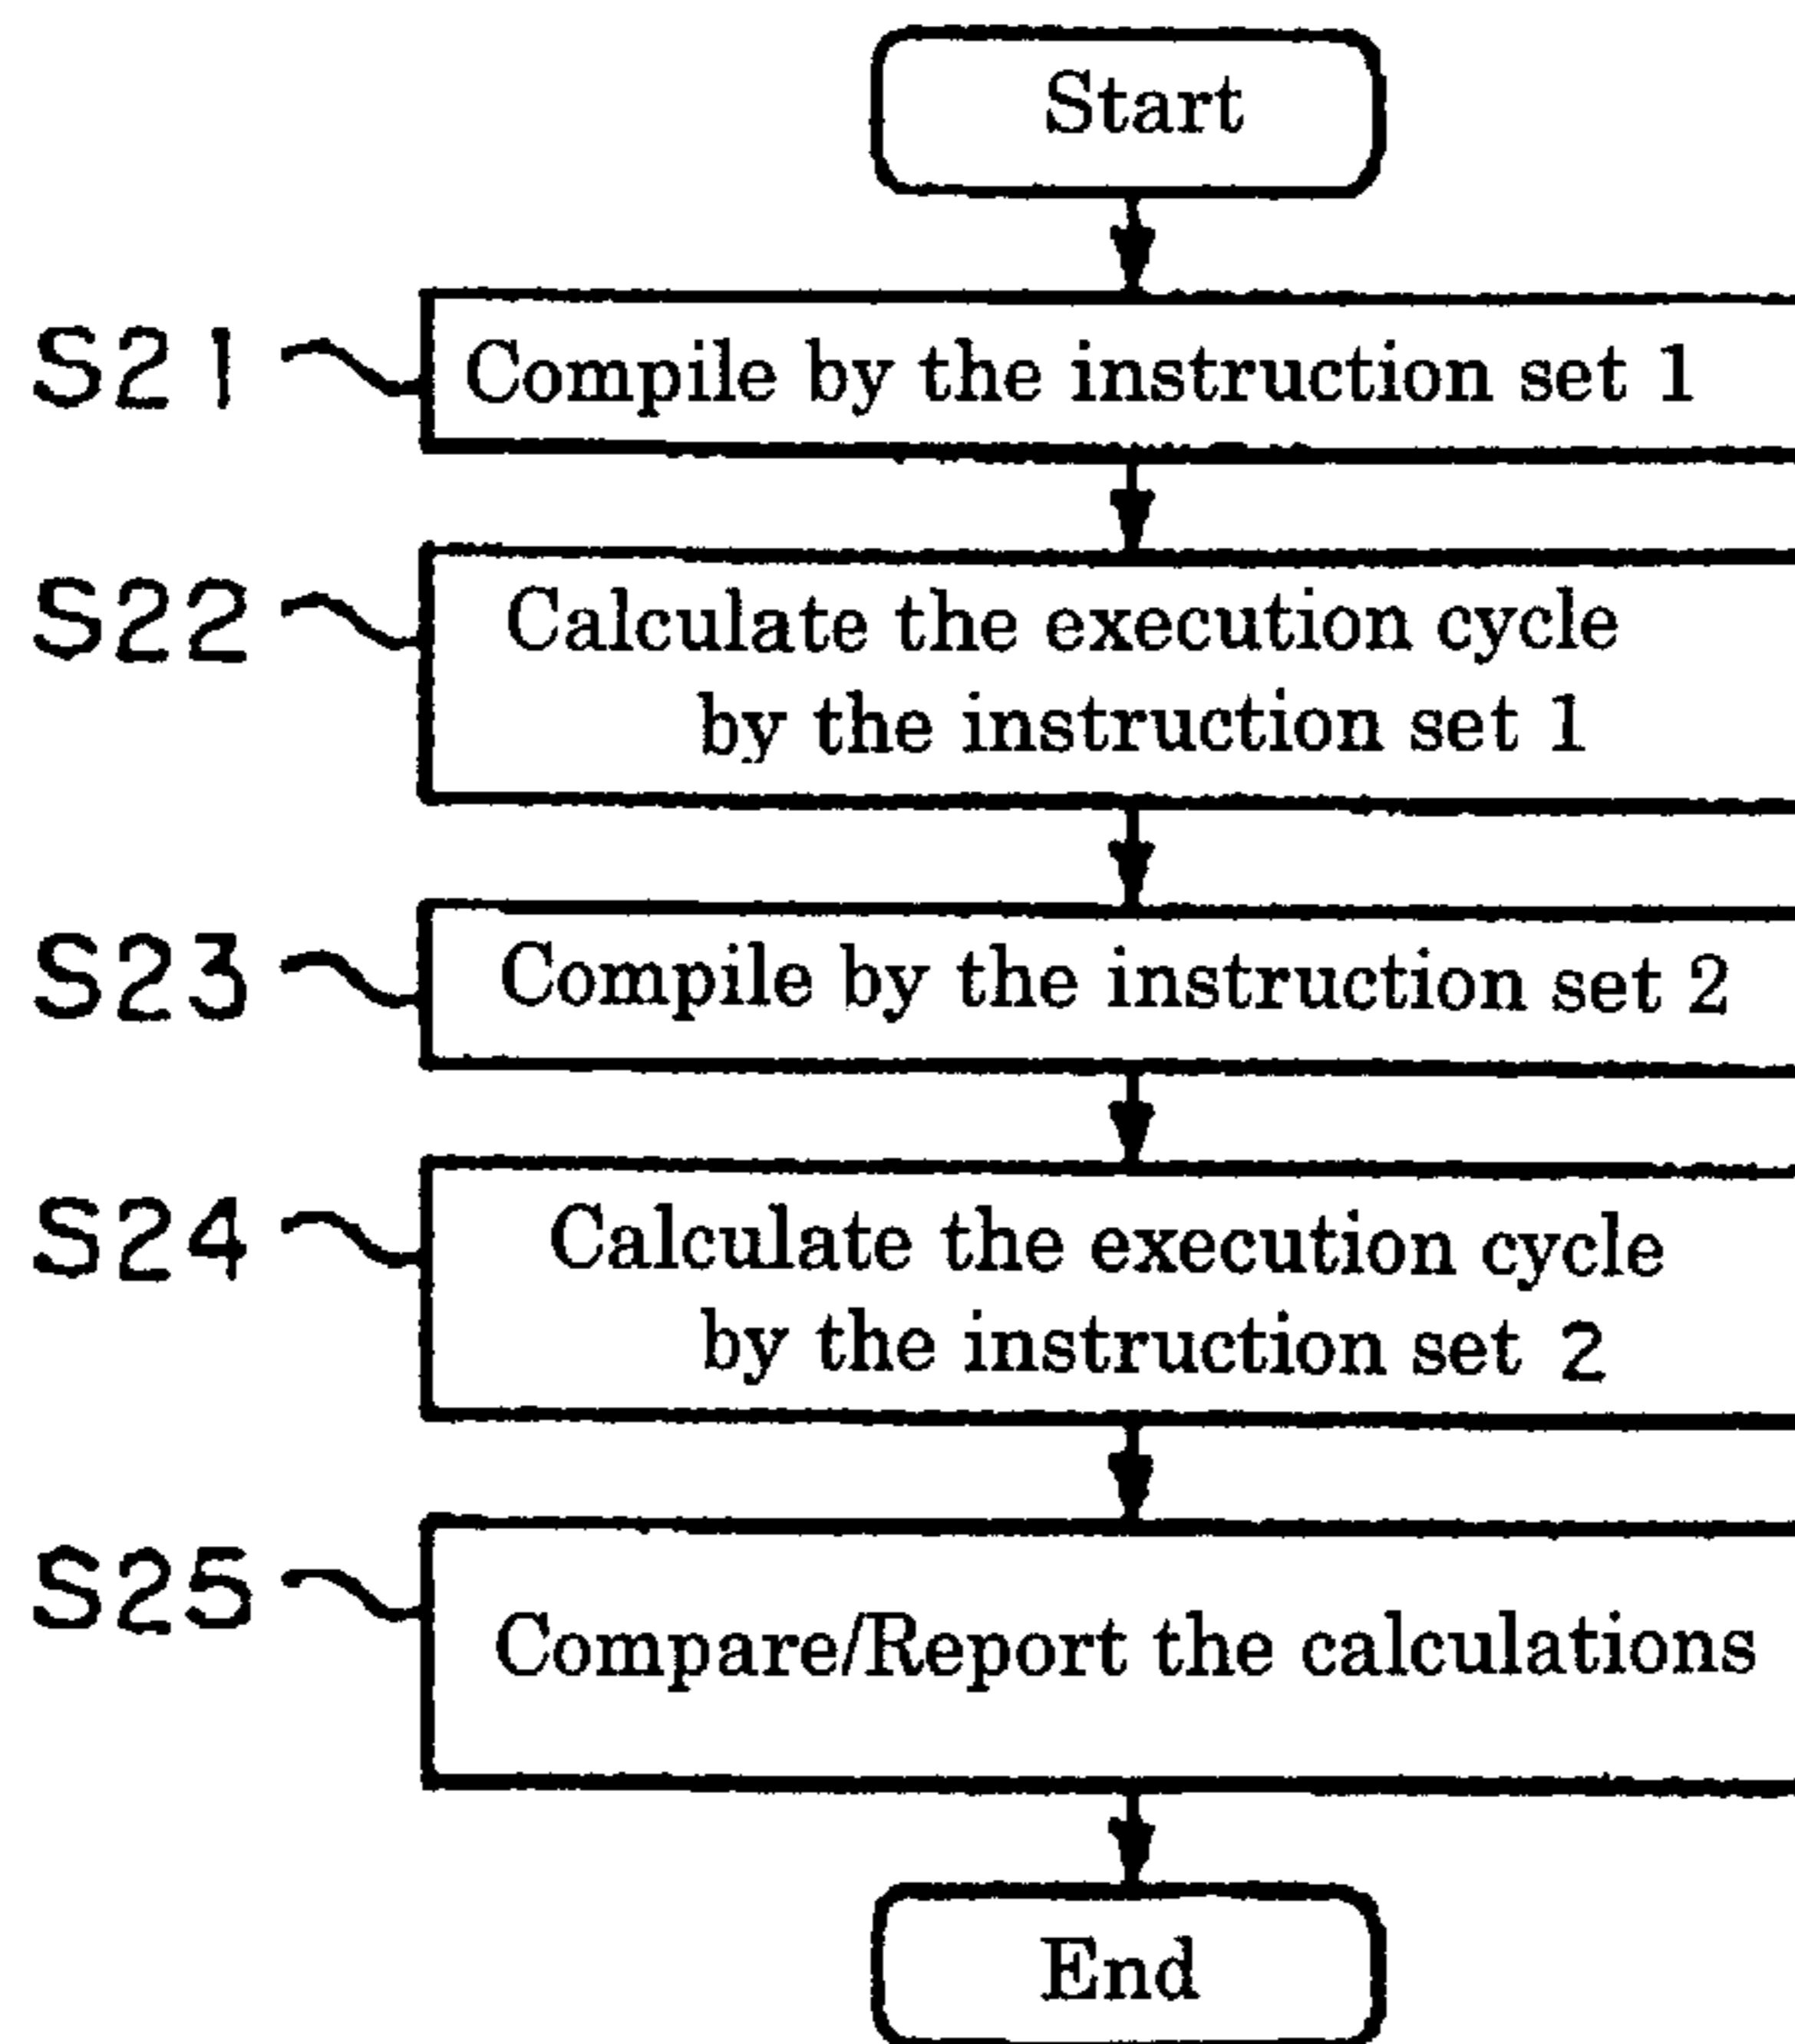 Start
S21 Compile by the instruction set 1
S22 Calculate the execution cycle
by the instruction set 1
S23 Compile by the instruction set 2
S24 Calculate the execution cycle
by the instruction set 2
S25 Compare/Report the calculations
End